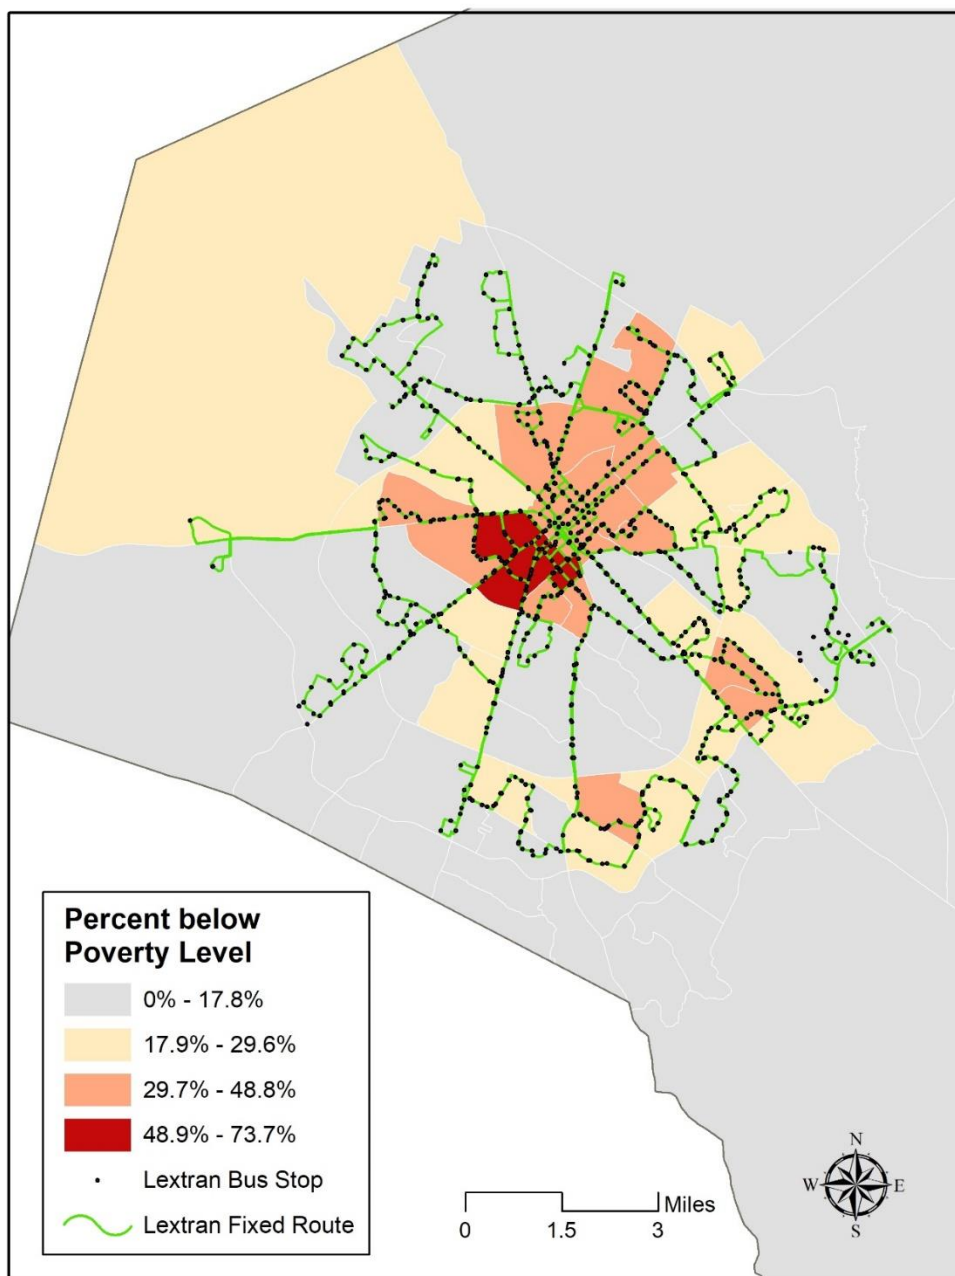 Percent below
Poverty Level
0% - 17.8%
17.9% - 29.6%
29.7% - 48.8%
48.9% - 73.7%
Lextran Bus Stop
Lextran Fixed Route
Miles
0 1.5 3
N
W E
S